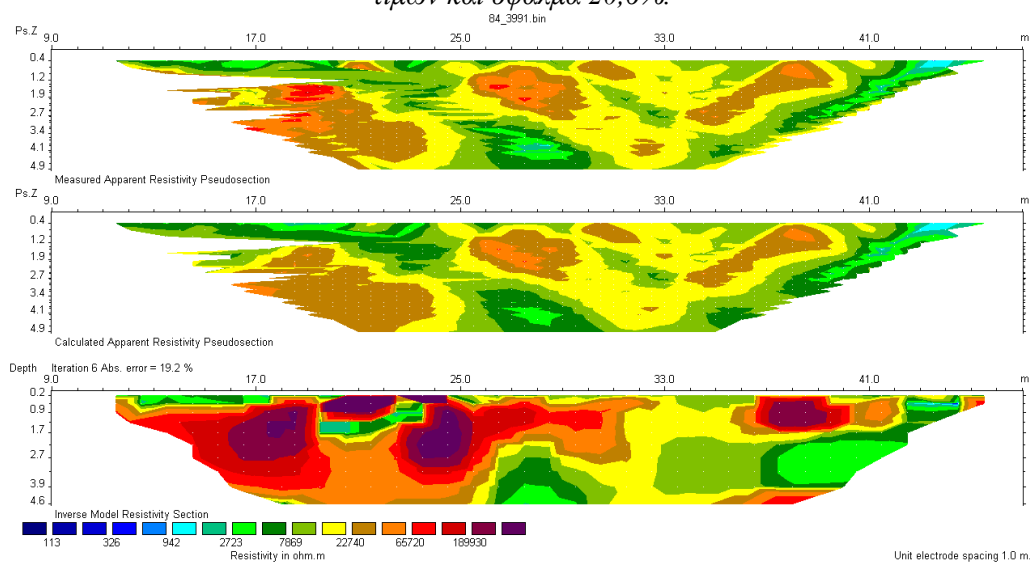 τιμών και σφάλμα 20,8%.
84_3991.bin
Ps.Z 9.0 17.0 25.0 33.0 41.0 m
0.4
1.2
1.9
2.7
3.4
4.1
4.9
Measured Apparent Resistivity Pseudosection
Ps.Z 9.0 17.0 25.0 33.0 41.0 m
0.4
1.2
1.9
2.7
3.4
4.1
4.9
Calculated Apparent Resistivity Pseudosection
Depth Iteration 6 Abs. error = 19.2 %
9.0 17.0 25.0 33.0 41.0 m
0.2
0.9
1.7
2.7
3.9
4.6
Inverse Model Resistivity Section
113 326 942 2723 7869 22740 65720 189930
Resistivity in ohm.m
Unit electrode spacing 1.0 m.